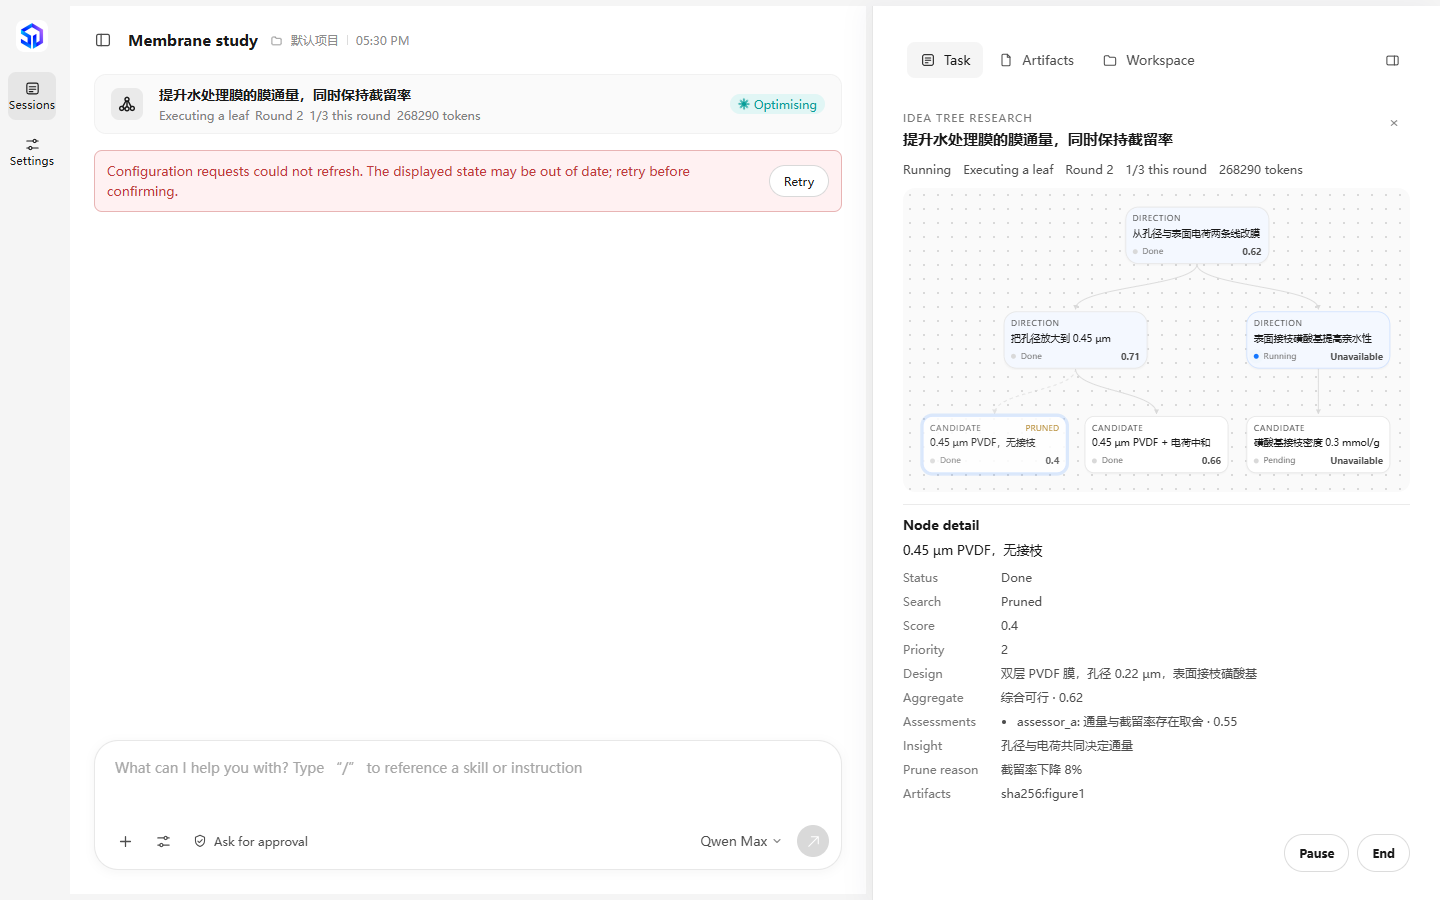 Sessions
Settings
Membrane study
默认项目
05:30 PM
提升水处理膜的膜通量，同时保持截留率
Executing a leaf Round 2 1/3 this round 268290 tokens
Optimising
Configuration requests could not refresh. The displayed state may be out of date; retry before
confirming.
Retry
What can I help you with? Type “/” to reference a skill or instruction
Ask for approval
Qwen Max
Task
Artifacts
Workspace
IDEA TREE RESEARCH
提升水处理膜的膜通量，同时保持截留率
Running Executing a leaf Round 2 1/3 this round 268290 tokens
DIRECTION
从孔径与表面电荷两条线改膜
Done 0.62
DIRECTION
把孔径放大到 0.45 μm
Done 0.71
DIRECTION
表面接枝磺酸基提高亲水性
Running Unavailable
CANDIDATE PRUNED
0.45 μm PVDF，无接枝
Done 0.4
CANDIDATE
0.45 μm PVDF + 电荷中和
Done 0.66
CANDIDATE
磺酸基接枝密度 0.3 mmol/g
Pending Unavailable
Node detail
0.45 μm PVDF，无接枝
Status Done
Search Pruned
Score 0.4
Priority 2
Design 双层 PVDF 膜，孔径 0.22 μm，表面接枝磺酸基
Aggregate 综合可行 · 0.62
Assessments • assessor_a: 通量与截留率存在取舍 · 0.55
Insight 孔径与电荷共同决定通量
Prune reason 截留率下降 8%
Artifacts sha256:figure1
Pause
End